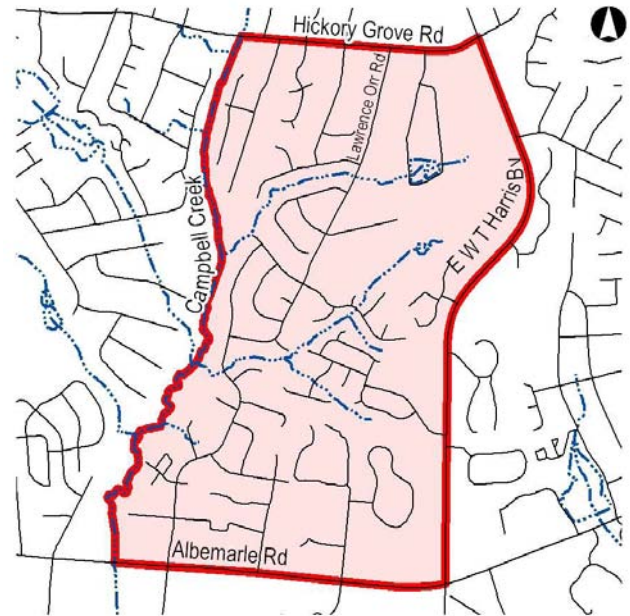 Hickory Grove Rd
Lawrence Orr Rd
Campbell Creek
E W T Harris Bv
Albemarle Rd